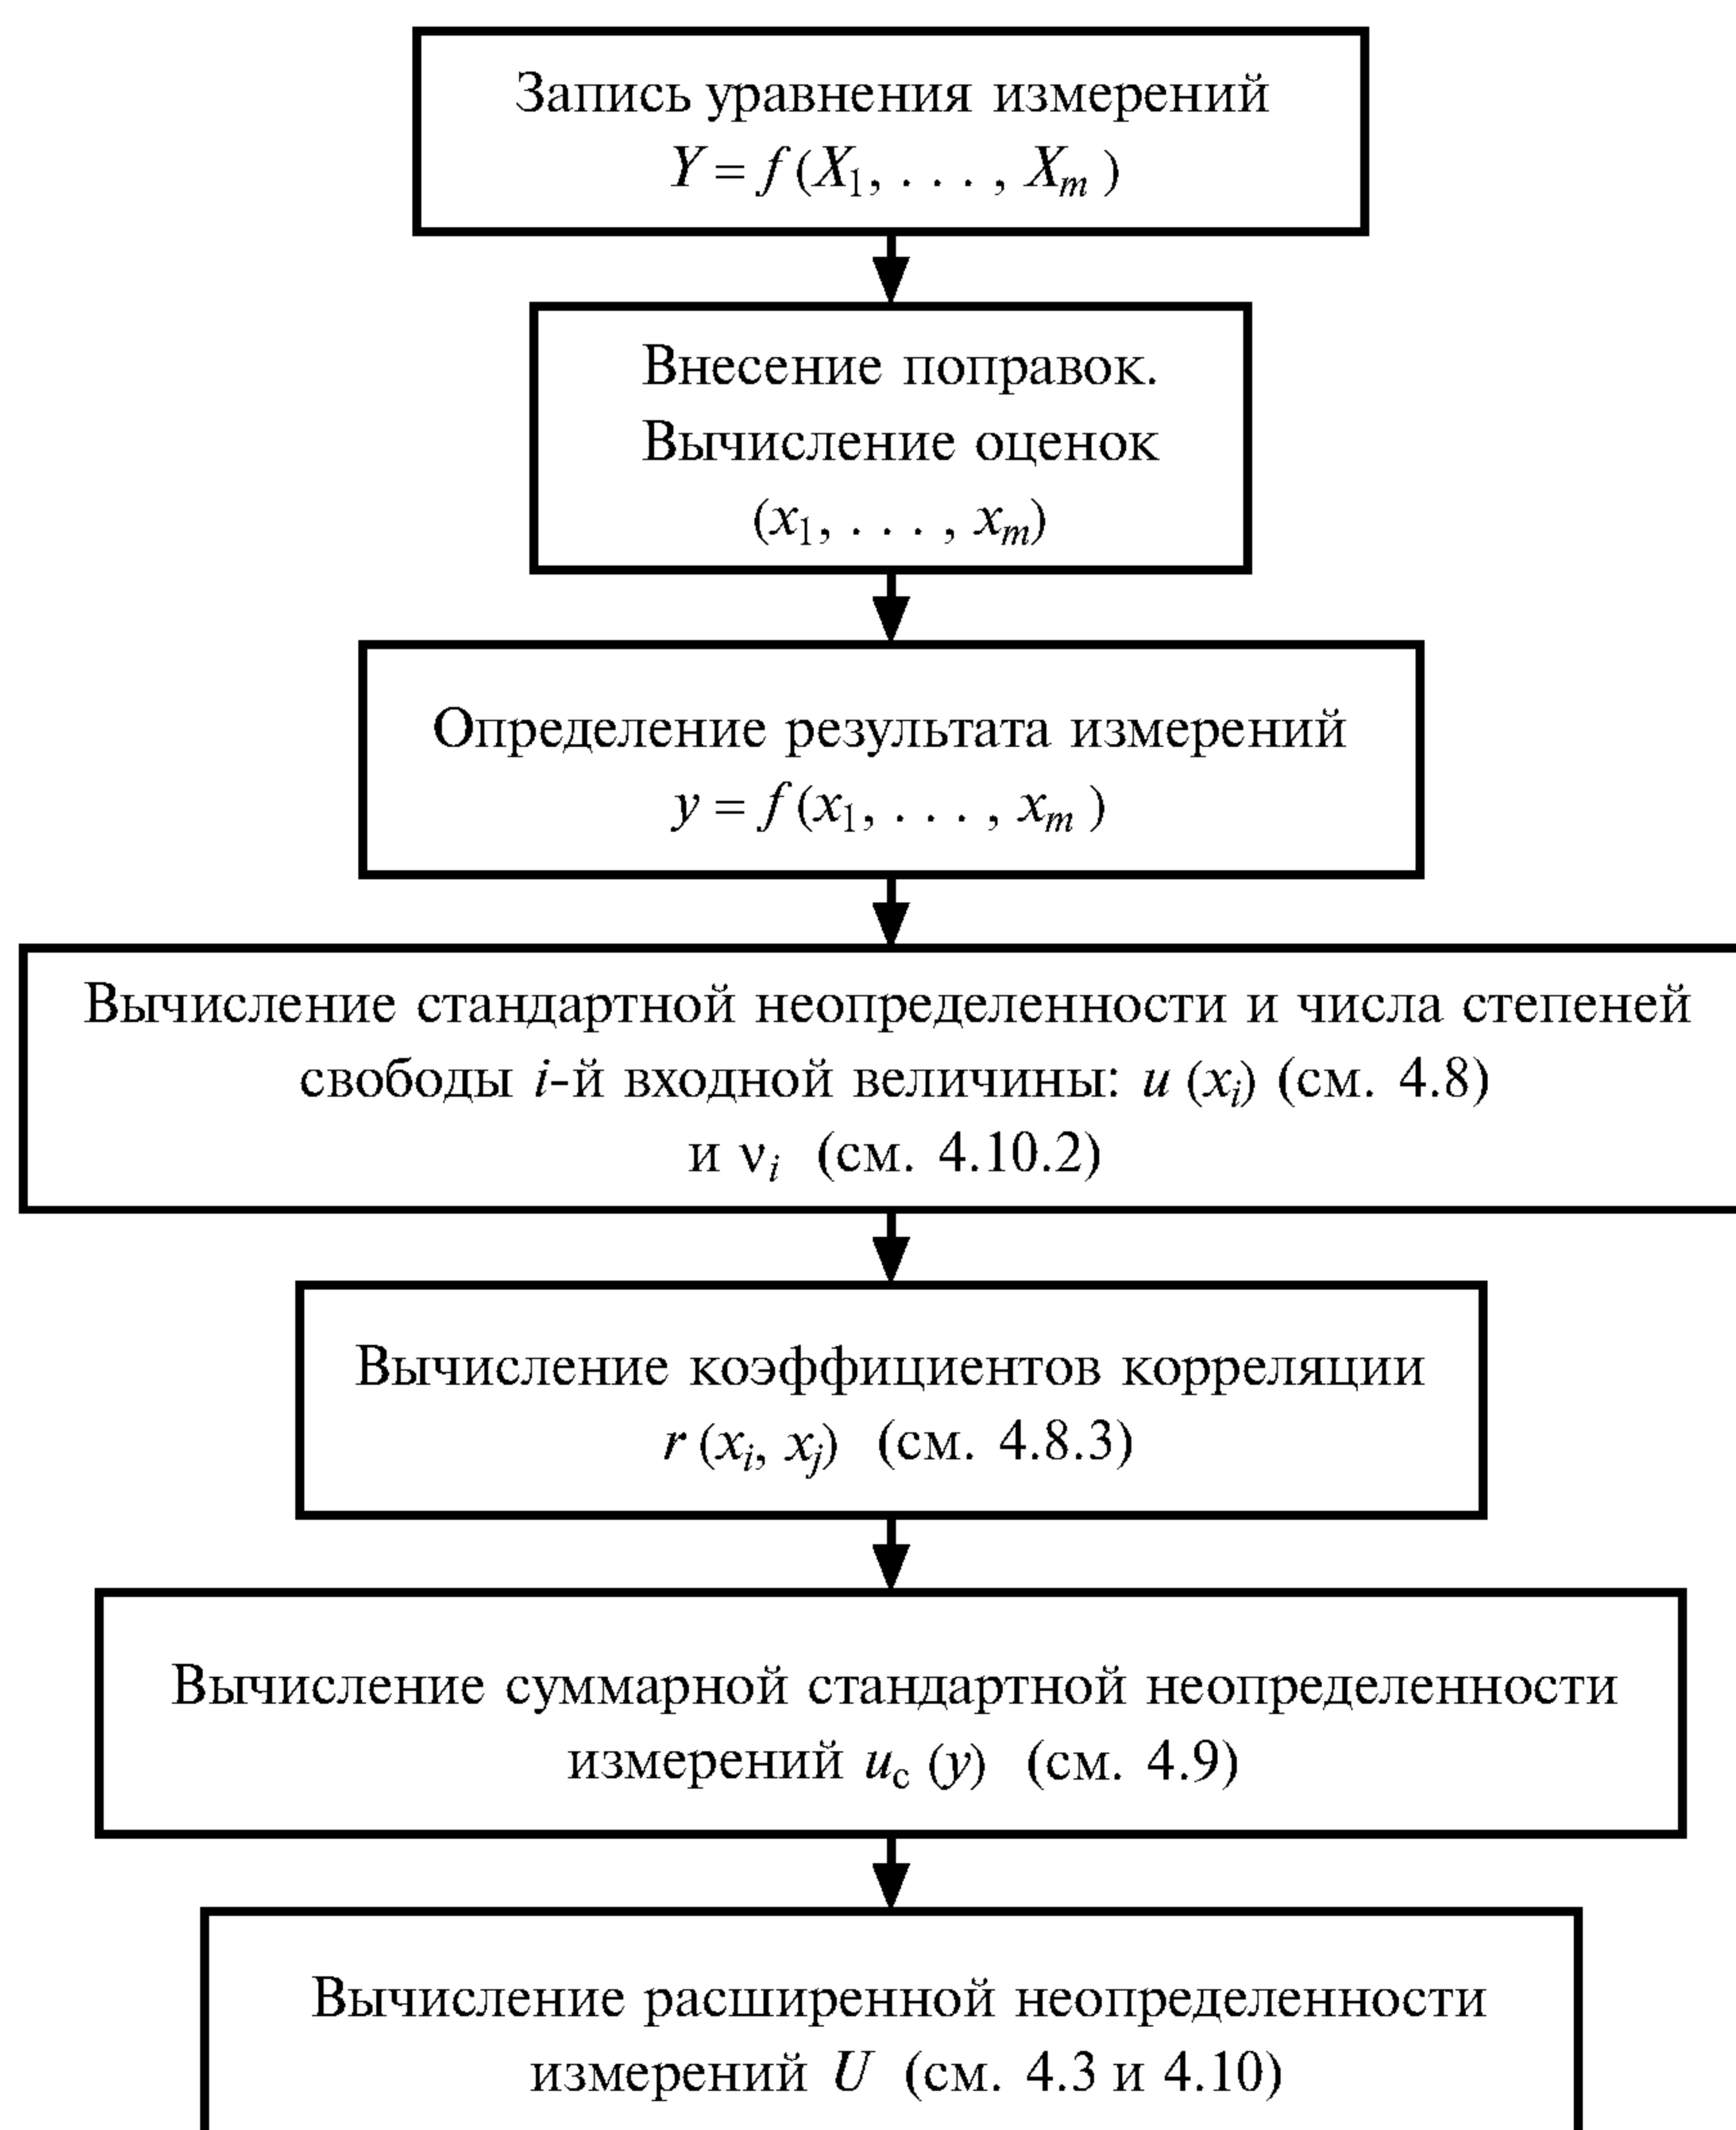 Запись уравнения измерений
Y = f (X1, . . . , Xm )
Внесение поправок.
Вычисление оценок
(x1, . . . , xm)
Определение результата измерений
y = f (x1, . . . , xm )
Вычисление стандартной неопределенности и числа степеней
свободы i-й входной величины: u (xi) (см. 4.8)
и νi (см. 4.10.2)
Вычисление коэффициентов корреляции
r (xi, xj) (см. 4.8.3)
Вычисление суммарной стандартной неопределенности
измерений uc (y) (см. 4.9)
Вычисление расширенной неопределенности
измерений U (см. 4.3 и 4.10)